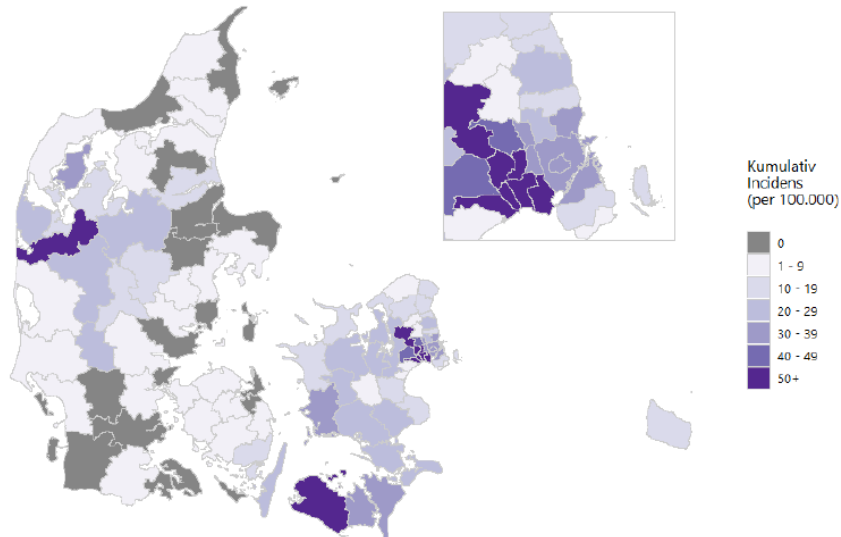 Kumulativ
Incidens
(per 100.000)
0
1 - 9
10 - 19
20 - 29
30 - 39
40 - 49
50+